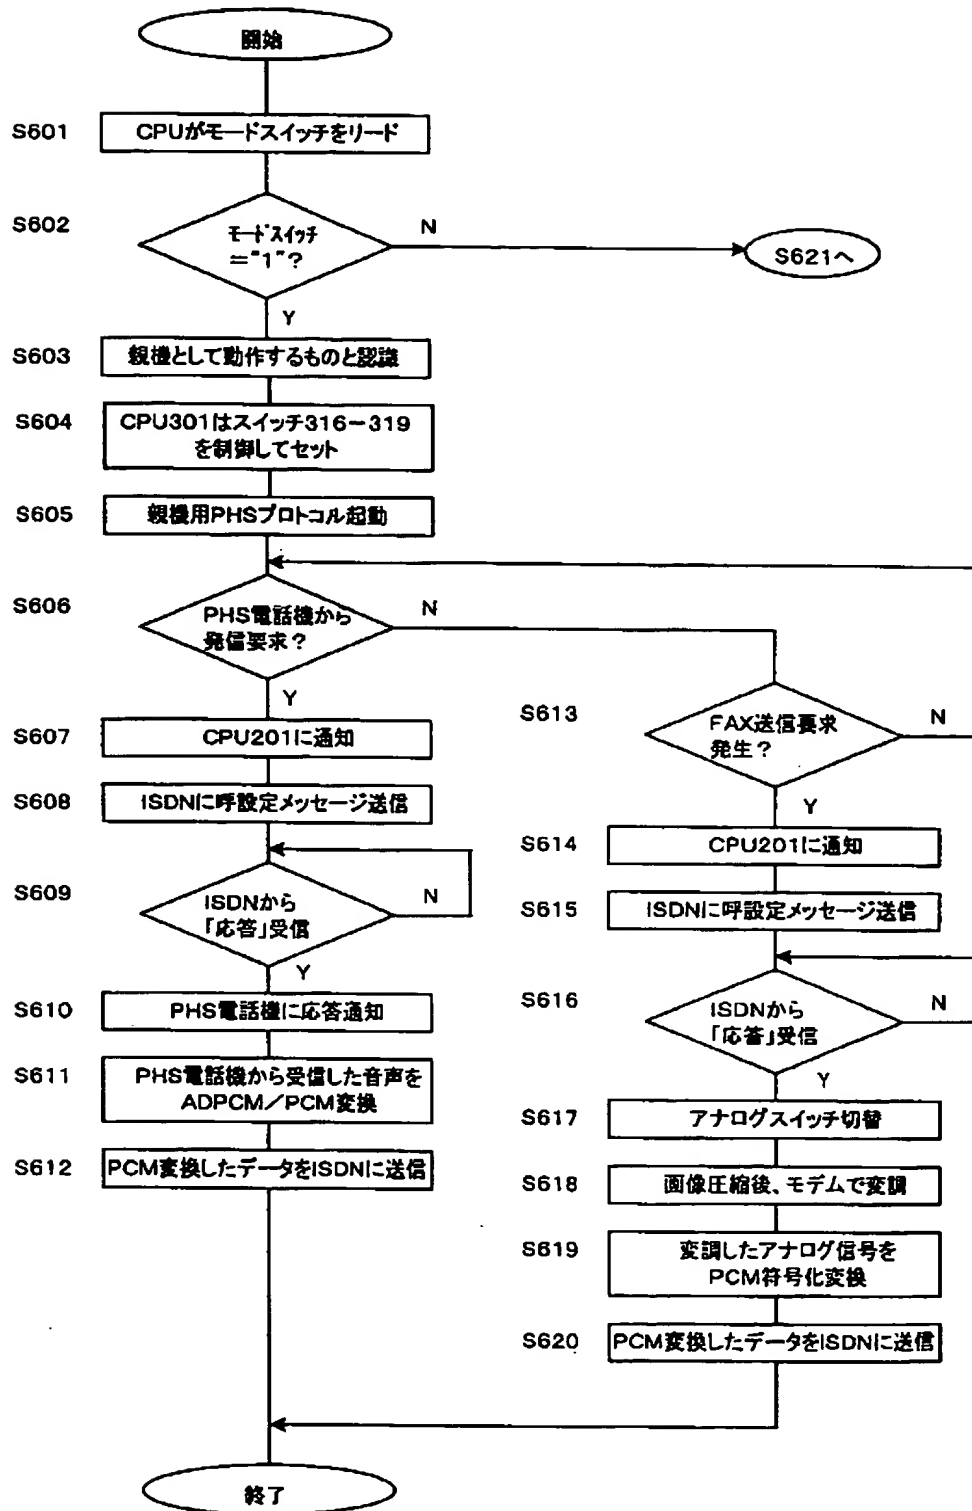 開始
S601
CPUがモードスイッチをリード
S602
モードスイッチ
＝"1"？
N
S621へ
Y
S603
親機として動作するものと認識
S604
CPU301はスイッチ316－319
を制御してセット
S605
親機用PHSプロトコル起動
S606
PHS電話機から
発信要求？
N
Y
S607
CPU201に通知
S608
ISDNに呼設定メッセージ送信
S609
ISDNから
「応答」受信
N
Y
S610
PHS電話機に応答通知
S611
PHS電話機から受信した音声を
ADPCM／PCM変換
S612
PCM変換したデータをISDNに送信
S613
FAX送信要求
発生？
N
Y
S614
CPU201に通知
S615
ISDNに呼設定メッセージ送信
S616
ISDNから
「応答」受信
N
Y
S617
アナログスイッチ切替
S618
画像圧縮後、モデムで変調
S619
変調したアナログ信号を
PCM符号化変換
S620
PCM変換したデータをISDNに送信
終了